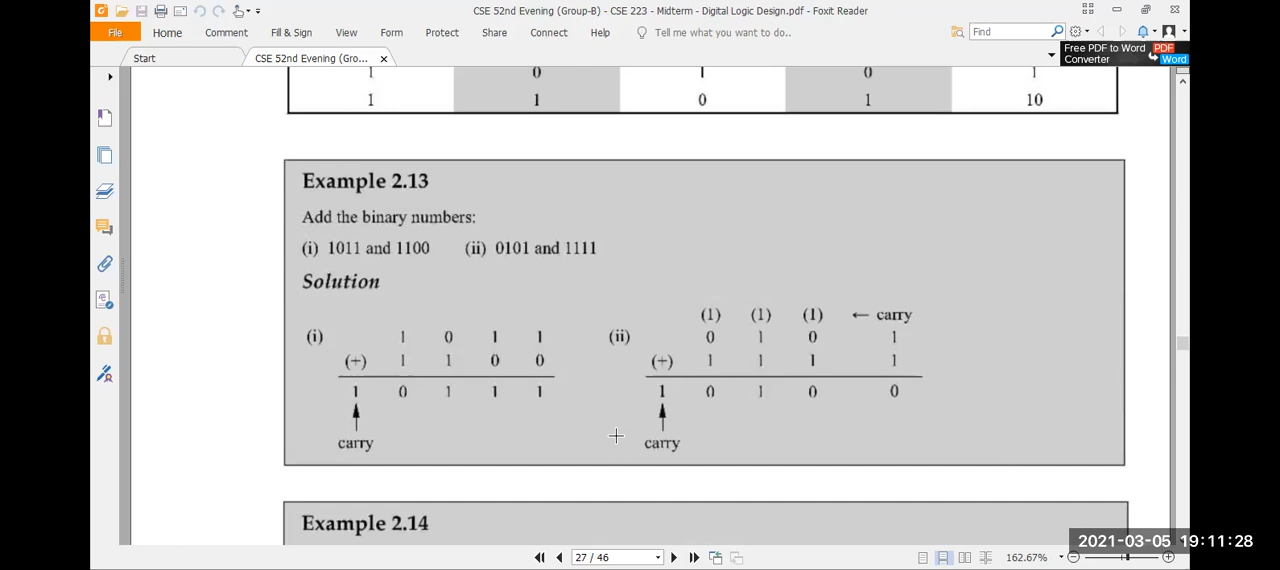 CSE 52nd Evening (Group-B) - CSE 223 - Midterm - Digital Logic Design.pdf - Foxit Reader
File Home Comment Fill & Sign View Form Protect Share Connect Help Tell me what you want to do.. Find
Start CSE 52nd Evening (Gro... Free PDF to Word Converter PDF Word
1 0 1 0 1
1 1 0 1 10
Example 2.13
Add the binary numbers:
(i) 1011 and 1100 (ii) 0101 and 1111
Solution
(1) (1) (1) ← carry
(i) 1 0 1 1 (ii) 0 1 0 1
(+) 1 1 0 0 (+) 1 1 1 1
1 0 1 1 1 1 0 1 0 0
carry carry
Example 2.14
2021-03-05 19:11:28
27 / 46 162.67%